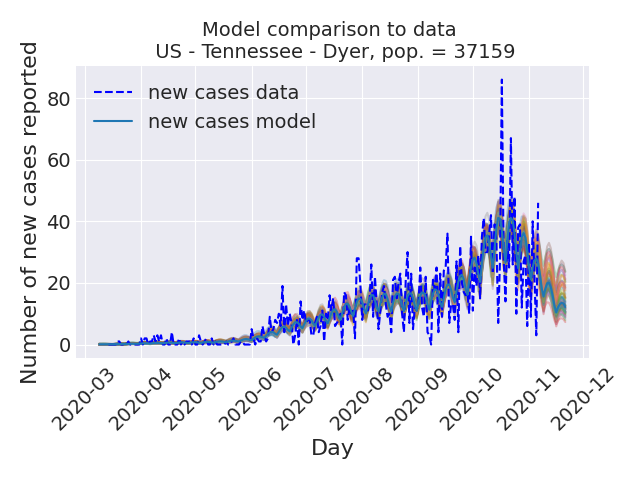 Model comparison to data
US - Tennessee - Dyer, pop. = 37159
Number of new cases reported
80
60
40
20
0
new cases data
new cases model
2020-03
2020-04
2020-05
2020-06
2020-07
2020-08
2020-09
2020-10
2020-11
2020-12
Day